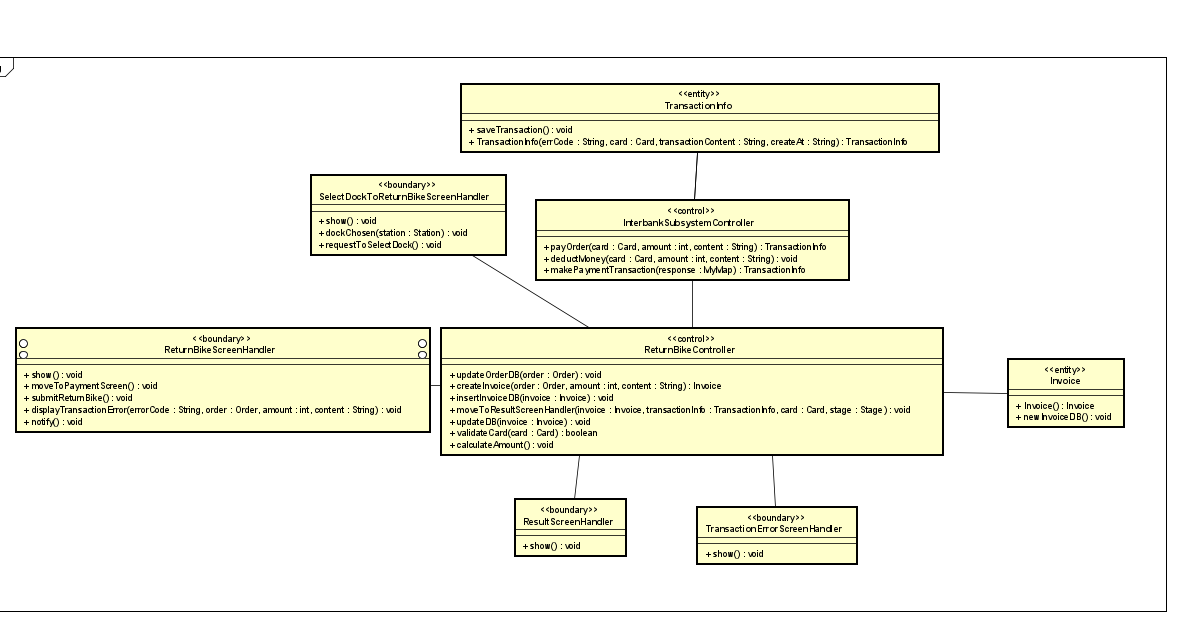 <<entity>>
TransactionInfo
+ saveTransaction() : void
+ TransactionInfo(errCode : String, card : Card, transactionContent : String, createAt : String) : TransactionInfo
<<boundary>>
SelectDockToReturnBikeScreenHandler
+ show() : void
+ dockChosen(station : Station) : void
+ requestToSelectDock() : void
<<control>>
InterbankSubsystemController
+ payOrder(card : Card, amount : int, content : String) : TransactionInfo
+ deductMoney(card : Card, amount : int, content : String) : void
+ makePaymentTransaction(response : MyMap) : TransactionInfo
<<boundary>>
ReturnBikeScreenHandler
+ show() : void
+ moveToPaymentScreen() : void
+ submitReturnBike() : void
+ displayTransactionError(errorCode : String, order : Order, amount : int, content : String) : void
+ notify() : void
<<control>>
ReturnBikeController
+ updateOrderDB(order : Order) : void
+ createInvoice(order : Order, amount : int, content : String) : Invoice
+ insertInvoiceDB(invoice : Invoice) : void
+ moveToResultScreenHandler(invoice : Invoice, transactionInfo : TransactionInfo, card : Card, stage : Stage) : void
+ updateDB(invoice : Invoice) : void
+ validateCard(card : Card) : boolean
+ calculateAmount() : void
<<entity>>
Invoice
+ Invoice() : Invoice
+ newInvoiceDB() : void
<<boundary>>
ResultScreenHandler
+ show() : void
<<boundary>>
TransactionErrorScreenHandler
+ show() : void